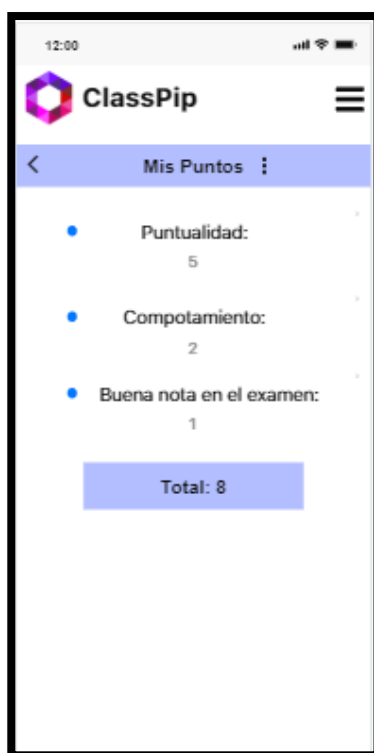 12:00
ClassPip
Mis Puntos
Puntualidad:
5
Compotamiento:
2
Buena nota en el examen:
1
Total: 8